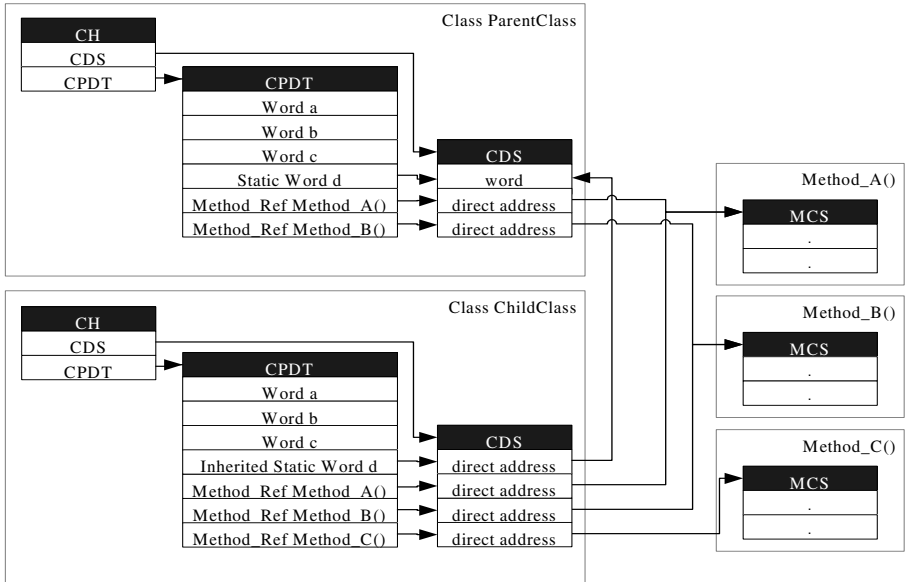 Class ParentClass
CH
CDS
CPDT
CPDT
Word a
Word b
Word c
Static Word d
Method_Ref Method_A()
Method_Ref Method_B()
CDS
word
direct address
direct address
Class ChildClass
CH
CDS
CPDT
CPDT
Word a
Word b
Word c
Inherited Static Word d
Method_Ref Method_A()
Method_Ref Method_B()
Method_Ref Method_C()
CDS
direct address
direct address
direct address
direct address
Method_A()
MCS
.
.
Method_B()
MCS
.
.
Method_C()
MCS
.
.